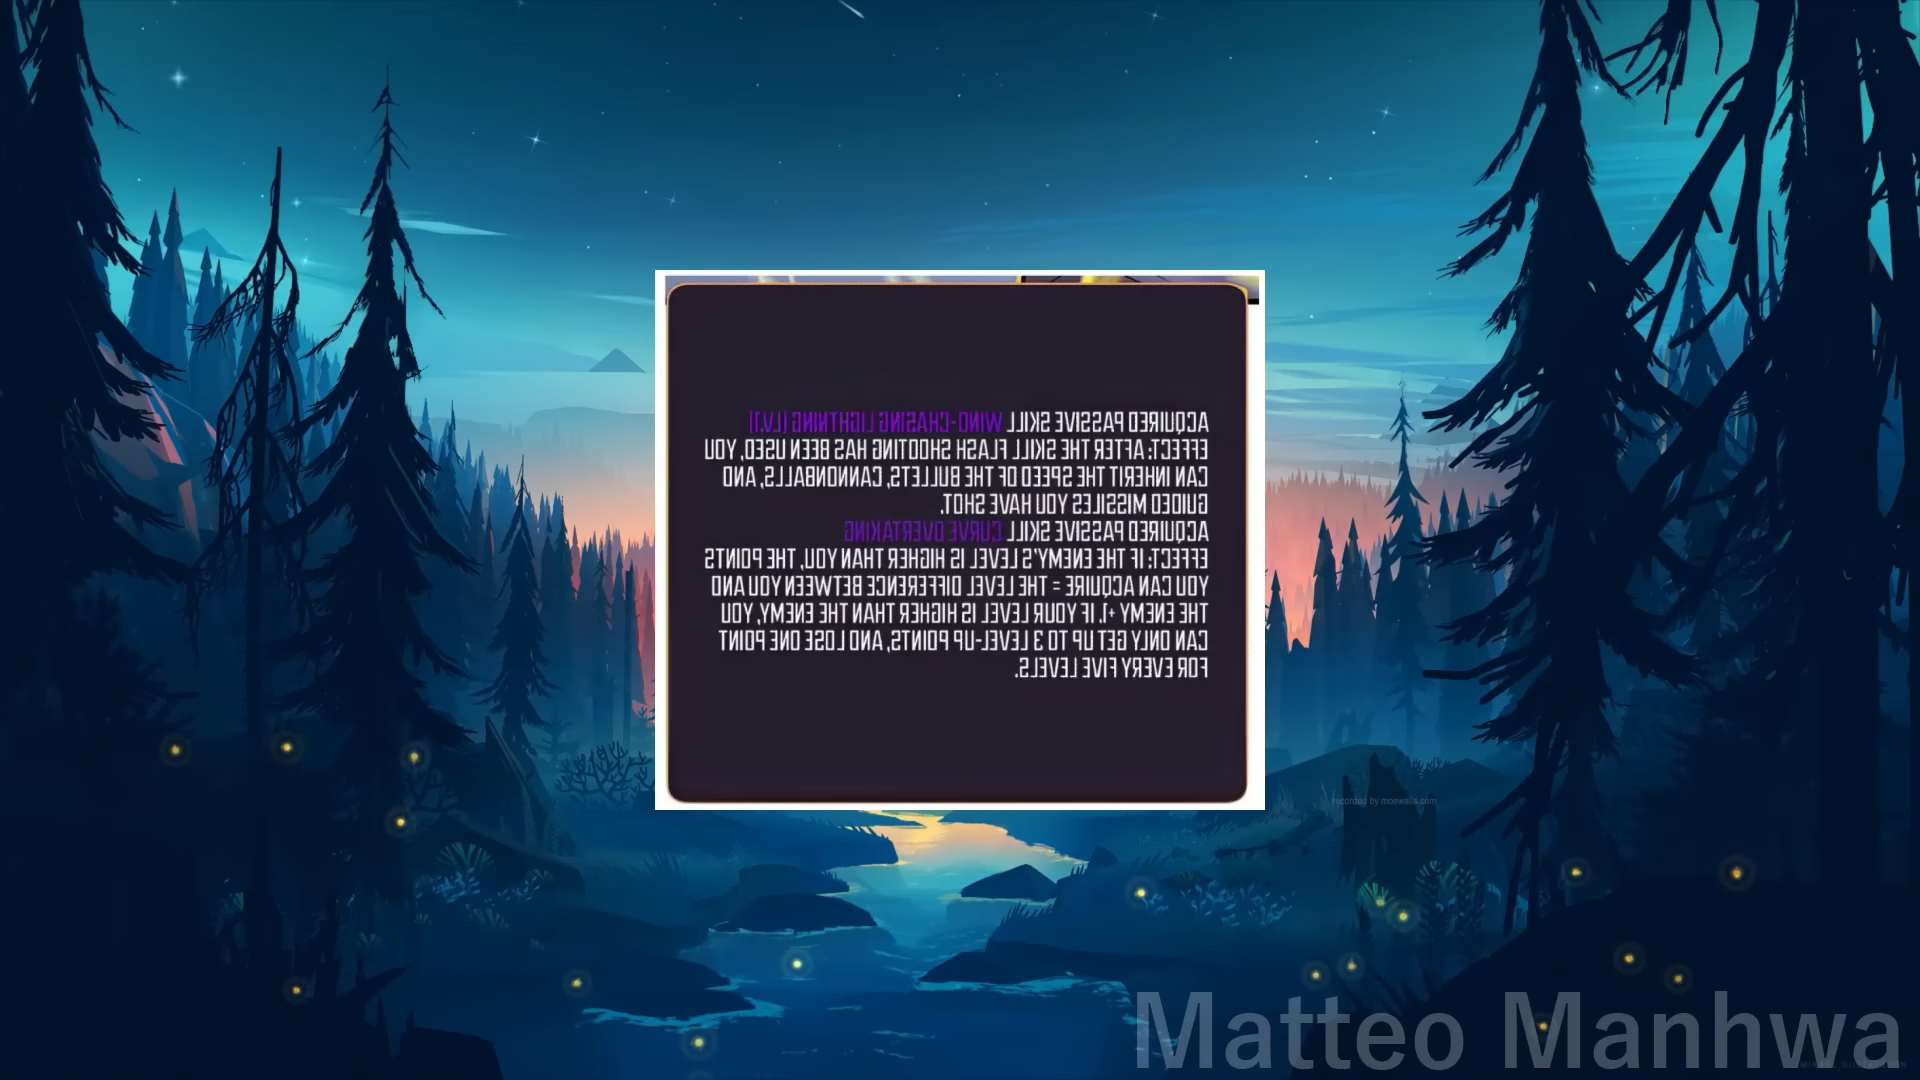 ACQUIRED PASSIVE SKILL WIND-CHASING LIGHTNING [LV.1]
EFFECT: AFTER THE SKILL FLASH SHOOTING HAS BEEN USED, YOU
CAN INHERIT THE SPEED OF THE BULLETS, CANNONBALLS, AND
GUIDED MISSILES YOU HAVE SHOT.
ACQUIRED PASSIVE SKILL CURVE OVERTAKING
EFFECT: IF THE ENEMY'S LEVEL IS HIGHER THAN YOU, THE POINTS
YOU CAN ACQUIRE = THE LEVEL DIFFERENCE BETWEEN YOU AND
THE ENEMY +1. IF YOUR LEVEL IS HIGHER THAN THE ENEMY, YOU
CAN ONLY GET UP TO 3 LEVEL-UP POINTS, AND LOSE ONE POINT
FOR EVERY FIVE LEVELS.
recorded by moewalls.com
Matteo Manhwa